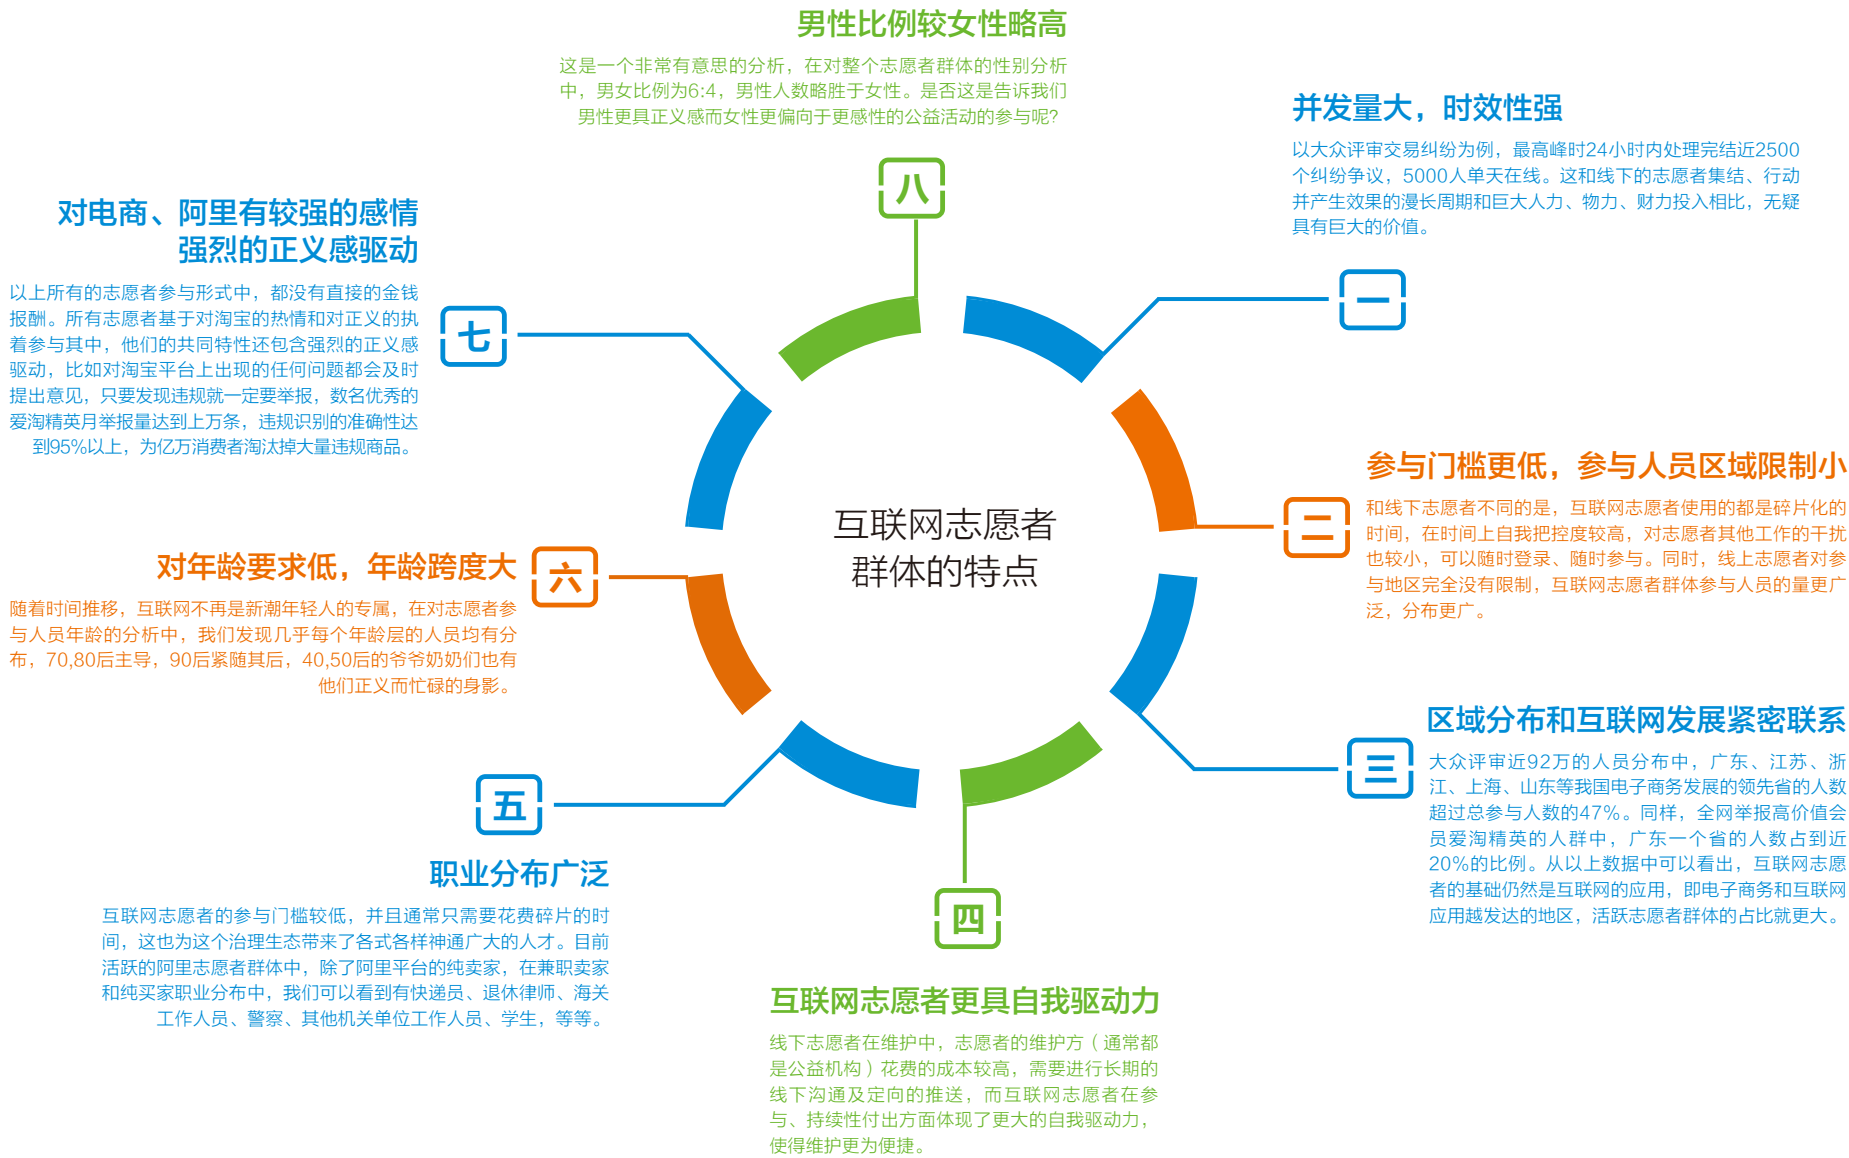 互联网志愿者
群体的特点
一
并发量大，时效性强
以大众评审交易纠纷为例，最高峰时24小时内处理完结近2500
个纠纷争议，5000人单天在线。这和线下的志愿者集结、行动
并产生效果的漫长周期和巨大人力、物力、财力投入相比，无疑
具有巨大的价值。
二
参与门槛更低，参与人员区域限制小
和线下志愿者不同的是，互联网志愿者使用的都是碎片化的
时间，在时间上自我把控度较高，对志愿者其他工作的干扰
也较小，可以随时登录、随时参与。同时，线上志愿者对参
与地区完全没有限制，互联网志愿者群体参与人员的量更广
泛，分布更广。
三
区域分布和互联网发展紧密联系
大众评审近92万的人员分布中，广东、江苏、浙
江、上海、山东等我国电子商务发展的领先省的人数
超过总参与人数的47%。同样，全网举报高价值会
员爱淘精英的人群中，广东一个省的人数占到近
20%的比例。从以上数据中可以看出，互联网志愿
者的基础仍然是互联网的应用，即电子商务和互联网
应用越发达的地区，活跃志愿者群体的占比就更大。
四
互联网志愿者更具自我驱动力
线下志愿者在维护中，志愿者的维护方（通常都
是公益机构）花费的成本较高，需要进行长期的
线下沟通及定向的推送，而互联网志愿者在参
与、持续性付出方面体现了更大的自我驱动力，
使得维护更为便捷。
五
职业分布广泛
互联网志愿者的参与门槛较低，并且通常只需要花费碎片的时
间，这也为这个治理生态带来了各式各样神通广大的人才。目前
活跃的阿里志愿者群体中，除了阿里平台的纯卖家，在兼职卖家
和纯买家职业分布中，我们可以看到有快递员、退休律师、海关
工作人员、警察、其他机关单位工作人员、学生，等等。
六
对年龄要求低，年龄跨度大
随着时间推移，互联网不再是新潮年轻人的专属，在对志愿者参
与人员年龄的分析中，我们发现几乎每个年龄层的人员均有分
布，70,80后主导，90后紧随其后，40,50后的爷爷奶奶们也有
他们正义而忙碌的身影。
七
对电商、阿里有较强的感情
强烈的正义感驱动
以上所有的志愿者参与形式中，都没有直接的金钱
报酬。所有志愿者基于对淘宝的热情和对正义的执
着参与其中，他们的共同特性还包含强烈的正义感
驱动，比如对淘宝平台上出现的任何问题都会及时
提出意见，只要发现违规就一定要举报，数名优秀的
爱淘精英月举报量达到上万条，违规识别的准确性达
到95%以上，为亿万消费者淘汰掉大量违规商品。
八
男性比例较女性略高
这是一个非常有意思的分析，在对整个志愿者群体的性别分析
中，男女比例为6:4，男性人数略胜于女性。是否这是告诉我们
男性更具正义感而女性更偏向于更感性的公益活动的参与呢？